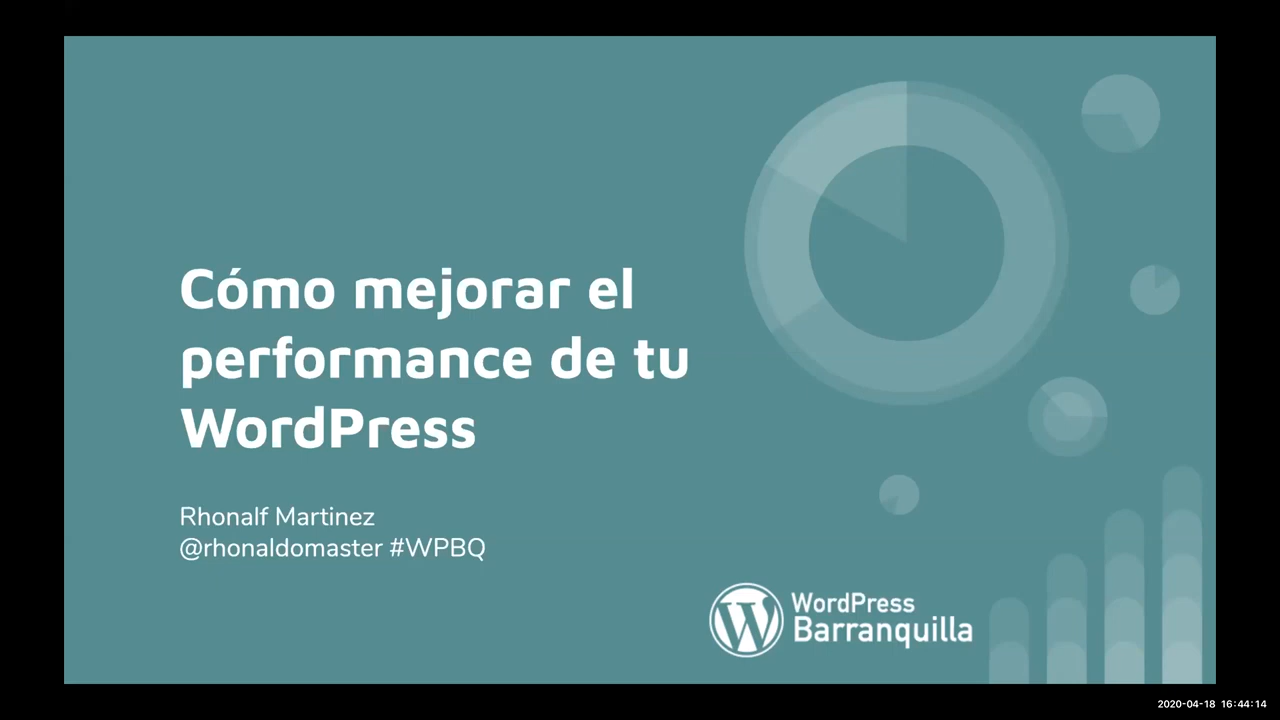 Cómo mejorar el
performance de tu
WordPress
Rhonalf Martinez
@rhonaldomaster #WPBQ
WordPress
Barranquilla
2020-04-18 16:44:14